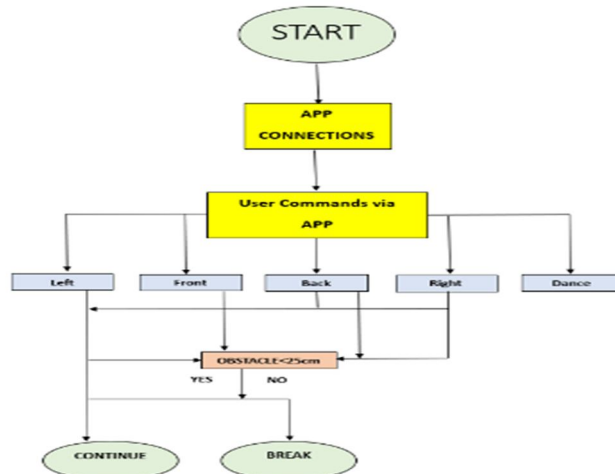 START
APP
CONNECTIONS
User Commands via
APP
Left
Front
Back
Right
Dance
OBSTACLE<25cm
YES
NO
CONTINUE
BREAK